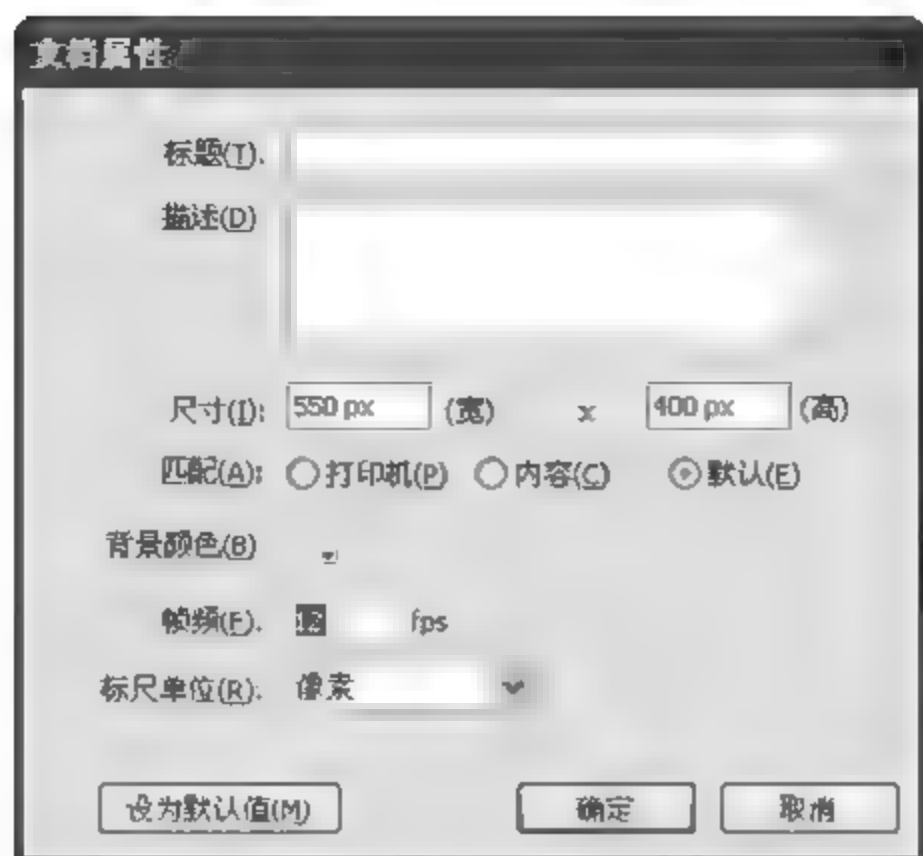 文档属性
标题(T):
描述(D)
尺寸(I): 550 px (宽) x 400 px (高)
匹配(A): 打印机(P) 内容(C) 默认(E)
背景颜色(B)
帧频(F): 12 fps
标尺单位(R): 像素
设为默认值(M) 确定 取消